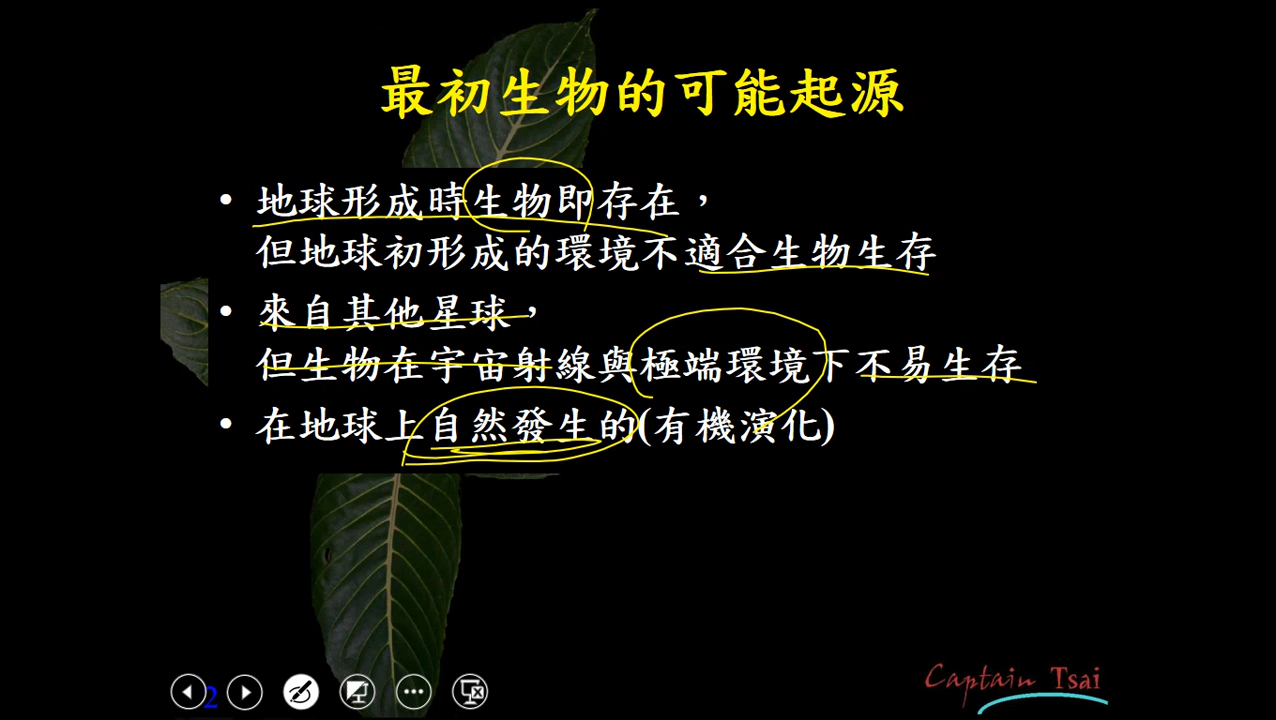 最初生物的可能起源
• 地球形成時生物即存在，
但地球初形成的環境不適合生物生存
• 來自其他星球，
但生物在宇宙射線與極端環境下不易生存
• 在地球上自然發生的(有機演化)
2
Captain Tsai